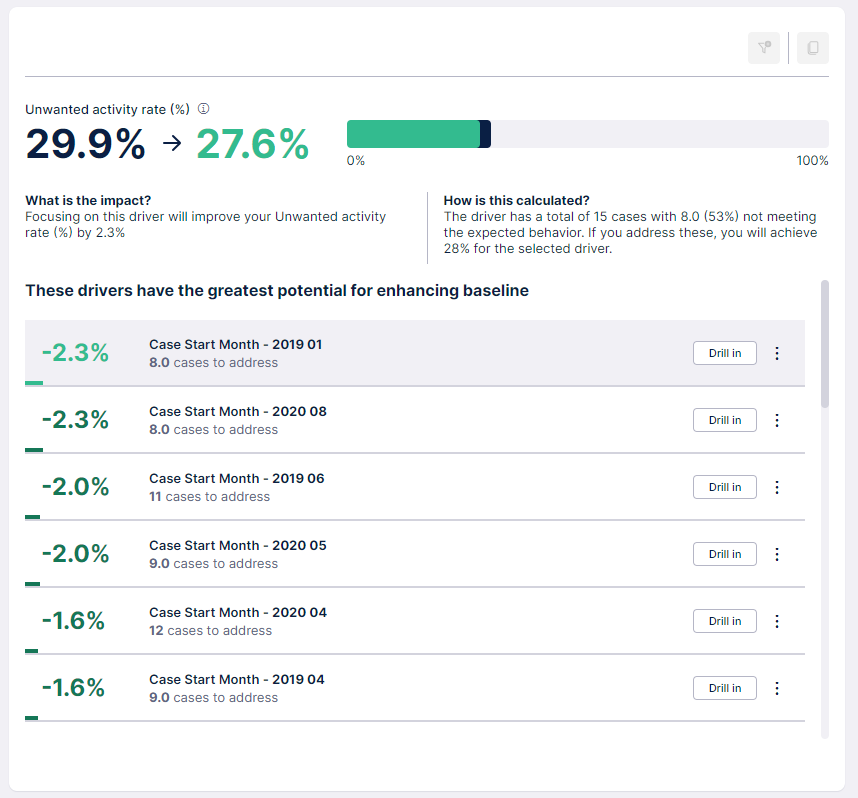 Unwanted activity rate (%)
29.9% → 27.6%
0% 100%
What is the impact?
Focusing on this driver will improve your Unwanted activity
rate (%) by 2.3%
How is this calculated?
The driver has a total of 15 cases with 8.0 (53%) not meeting
the expected behavior. If you address these, you will achieve
28% for the selected driver.
These drivers have the greatest potential for enhancing baseline
-2.3%
Case Start Month - 2019 01
8.0 cases to address
Drill in
-2.3%
Case Start Month - 2020 08
8.0 cases to address
Drill in
-2.0%
Case Start Month - 2019 06
11 cases to address
Drill in
-2.0%
Case Start Month - 2020 05
9.0 cases to address
Drill in
-1.6%
Case Start Month - 2020 04
12 cases to address
Drill in
-1.6%
Case Start Month - 2019 04
9.0 cases to address
Drill in